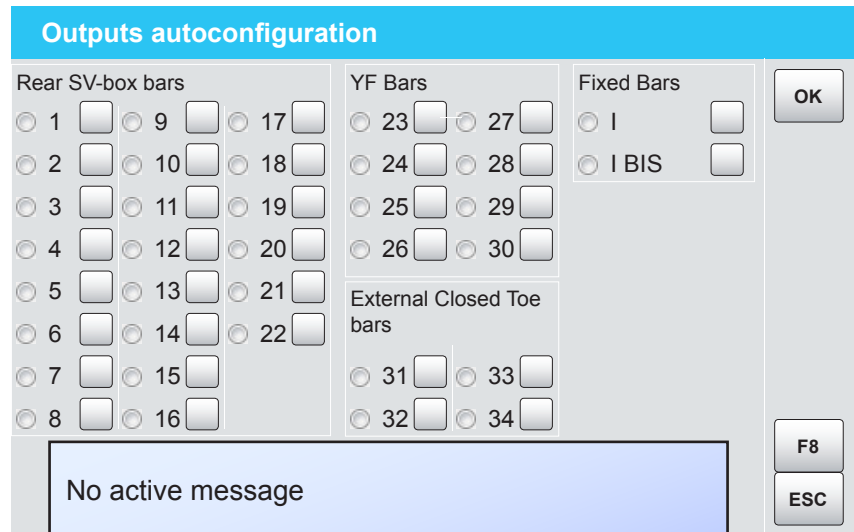 Outputs autoconfiguration
Rear SV-box bars
1 9 17
2 10 18
3 11 19
4 12 20
5 13 21
6 14 22
7 15
8 16
YF Bars
23 27
24 28
25 29
26 30
External Closed Toe
bars
31 33
32 34
Fixed Bars
I
I BIS
OK
F8
ESC
No active message